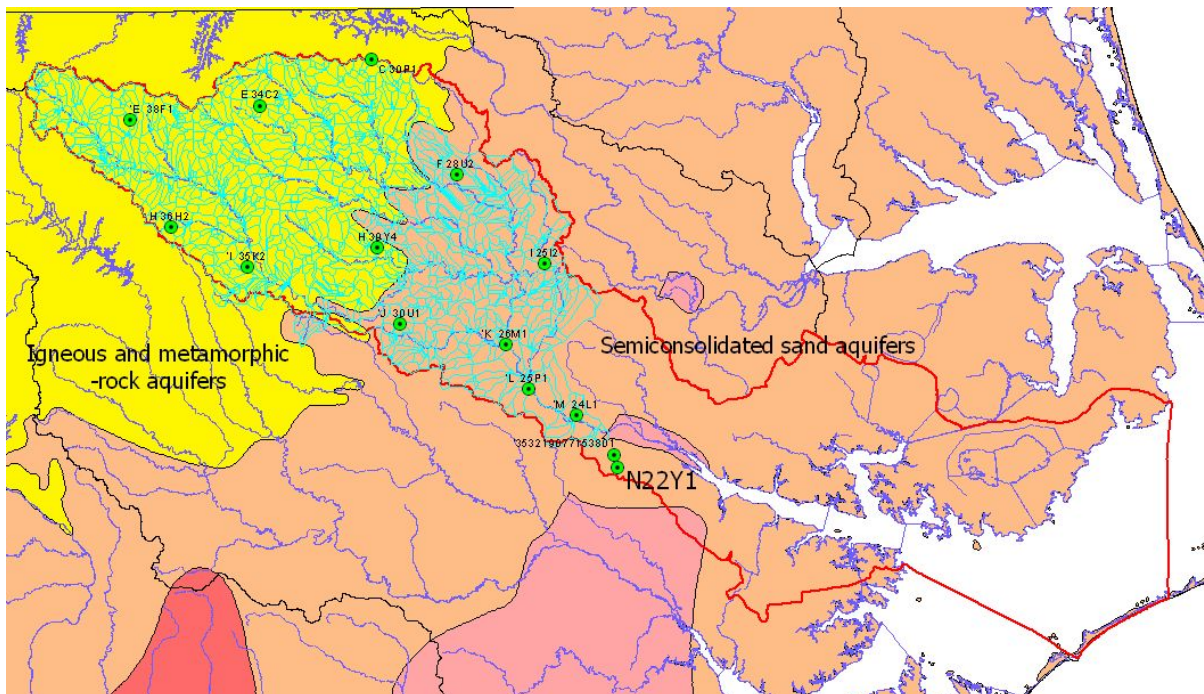 C 30P1
E 34C2
'E 38F1
F 28U2
H 36H2
H 30Y4
'I 35K2
I 25I2
'J 30U1
'K 26M1
Semiconsolidated sand aquifers
Igneous and metamorphic
-rock aquifers
'L 25P1
'M 24L1
N22Y1